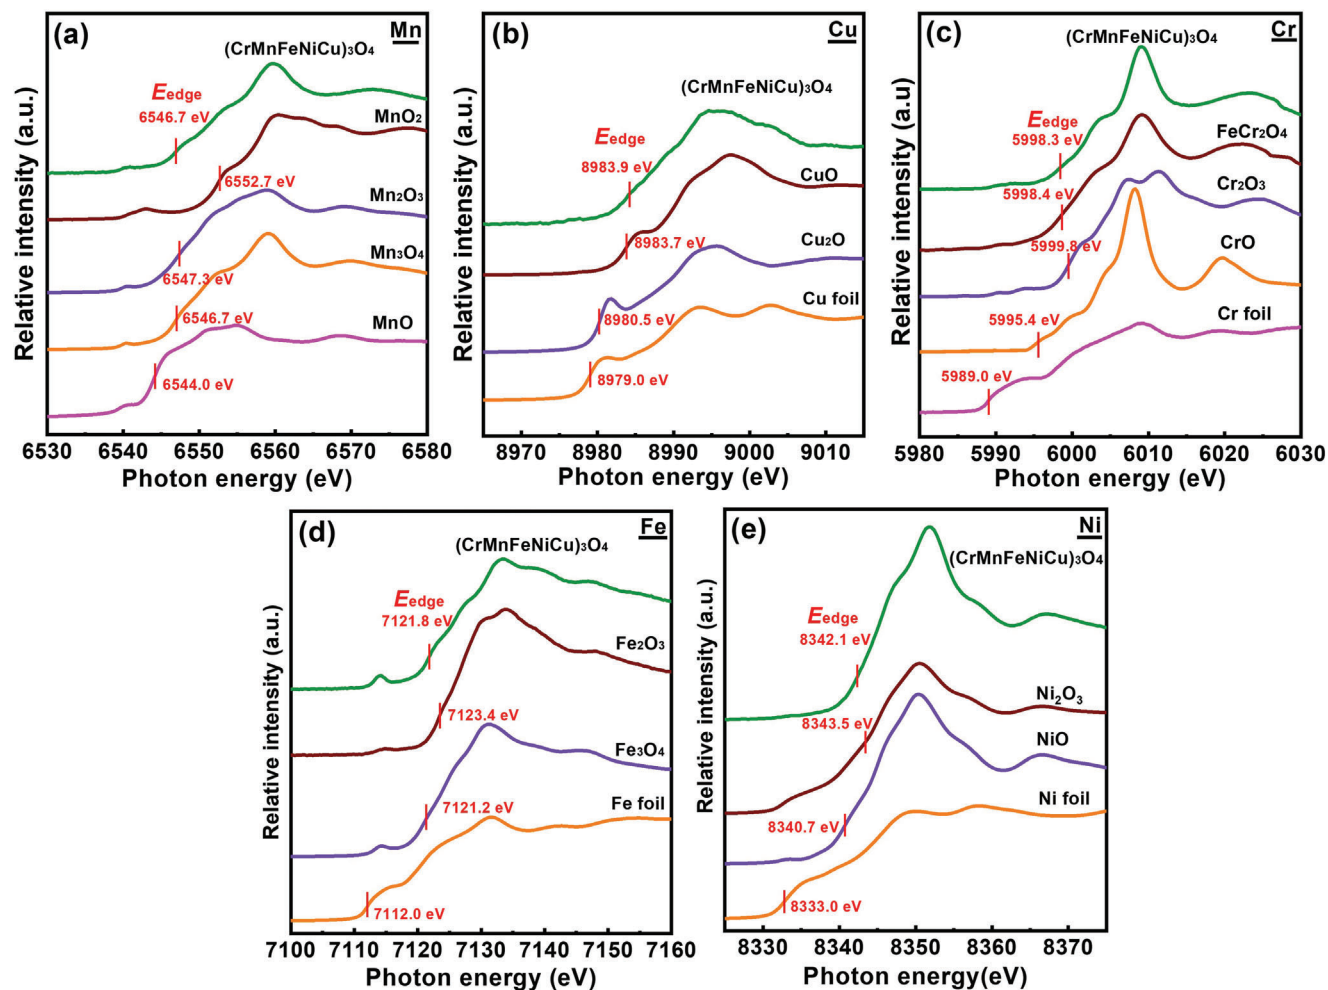 (a)
Mn
(CrMnFeNiCu)₃O₄
Eedge
6546.7 eV
MnO₂
6552.7 eV
Mn₂O₃
6547.3 eV
Mn₃O₄
6546.7 eV
MnO
6544.0 eV
Relative intensity (a.u.)
6530 6540 6550 6560 6570 6580
Photon energy (eV)
(b)
Cu
(CrMnFeNiCu)₃O₄
Eedge
8983.9 eV
CuO
8983.7 eV
Cu₂O
8980.5 eV
Cu foil
8979.0 eV
Relative intensity (a.u.)
8970 8980 8990 9000 9010
Photon energy (eV)
(c)
Cr
(CrMnFeNiCu)₃O₄
Eedge
5998.3 eV
FeCr₂O₄
5998.4 eV
Cr₂O₃
5999.8 eV
CrO
5995.4 eV
Cr foil
5989.0 eV
Relative intensity (a.u)
5980 5990 6000 6010 6020 6030
Photon energy (eV)
(d)
Fe
(CrMnFeNiCu)₃O₄
Eedge
7121.8 eV
Fe₂O₃
7123.4 eV
Fe₃O₄
7121.2 eV
Fe foil
7112.0 eV
Relative intensity (a.u.)
7100 7110 7120 7130 7140 7150 7160
Photon energy (eV)
(e)
Ni
(CrMnFeNiCu)₃O₄
Eedge
8342.1 eV
Ni₂O₃
8343.5 eV
NiO
8340.7 eV
Ni foil
8333.0 eV
Relative intensity (a.u.)
8330 8340 8350 8360 8370
Photon energy(eV)